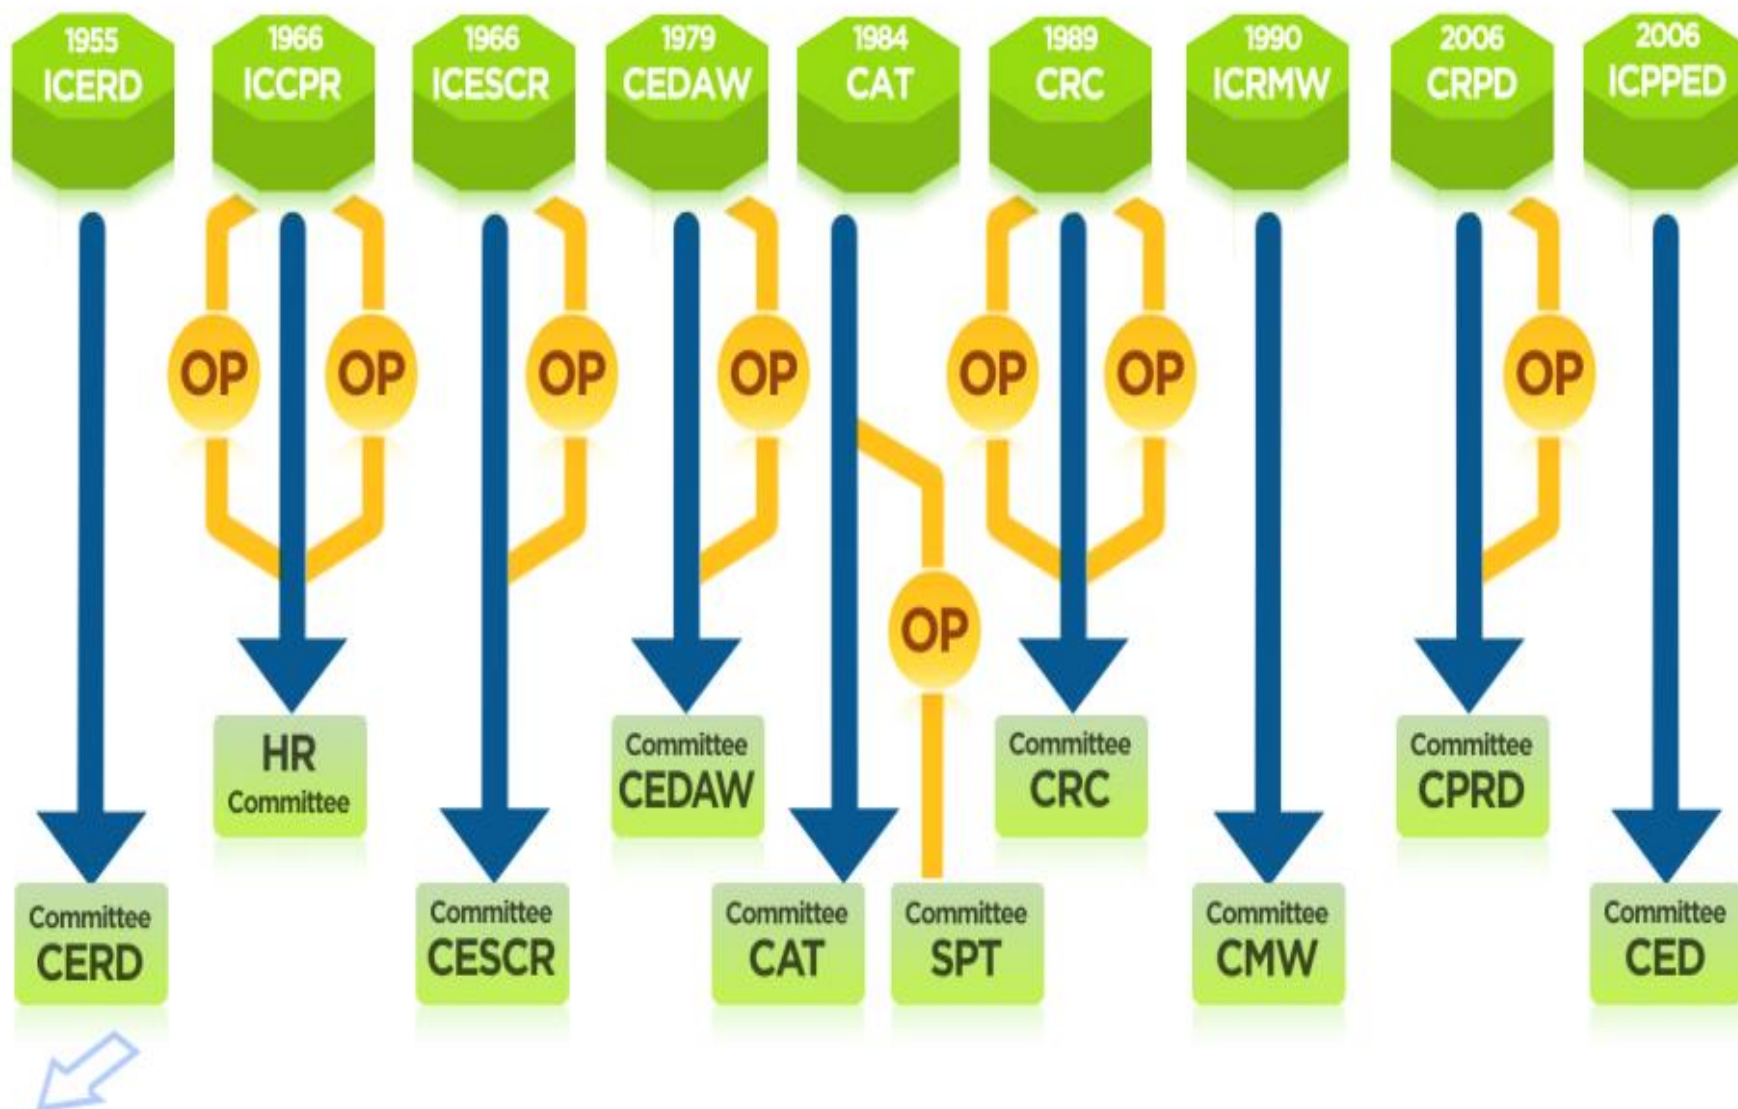 1955
ICERD
1966
ICCPR
1966
ICESCR
1979
CEDAW
1984
CAT
1989
CRC
1990
ICRMW
2006
CRPD
2006
ICPPED
OP
OP
OP
OP
OP
OP
OP
OP
HR
Committee
Committee
CEDAW
Committee
CRC
Committee
CPRD
Committee
CERD
Committee
CESCR
Committee
CAT
Committee
SPT
Committee
CMW
Committee
CED